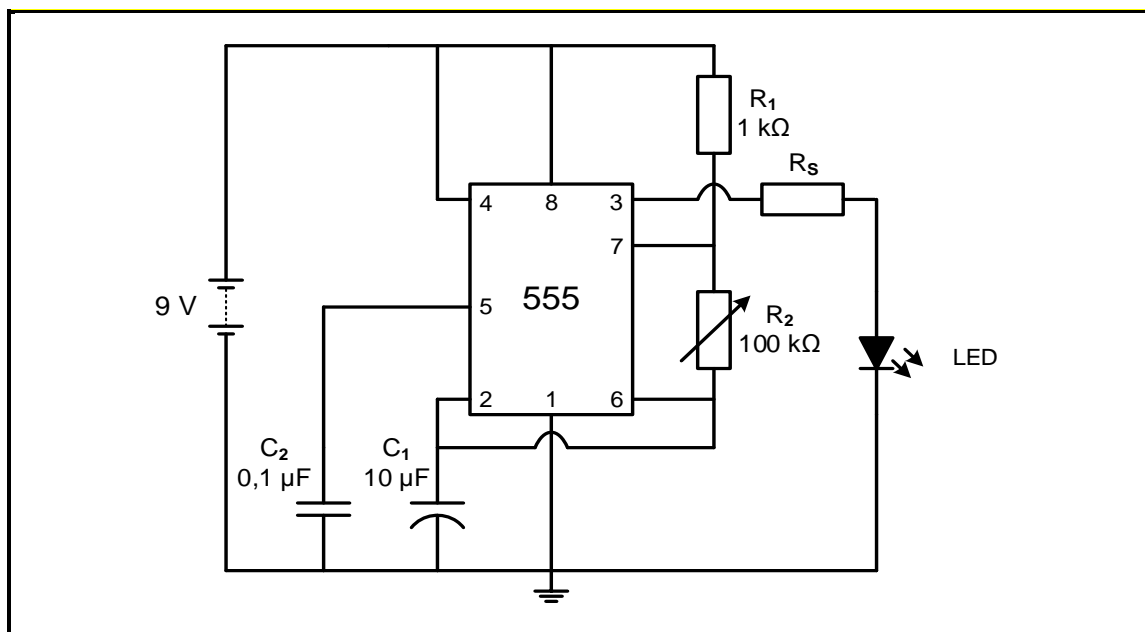 R₁
1 kΩ
R_S
4 8 3
7
9 V
5
555
R₂
100 kΩ
LED
2 1 6
C₂
0,1 µF
C₁
10 µF